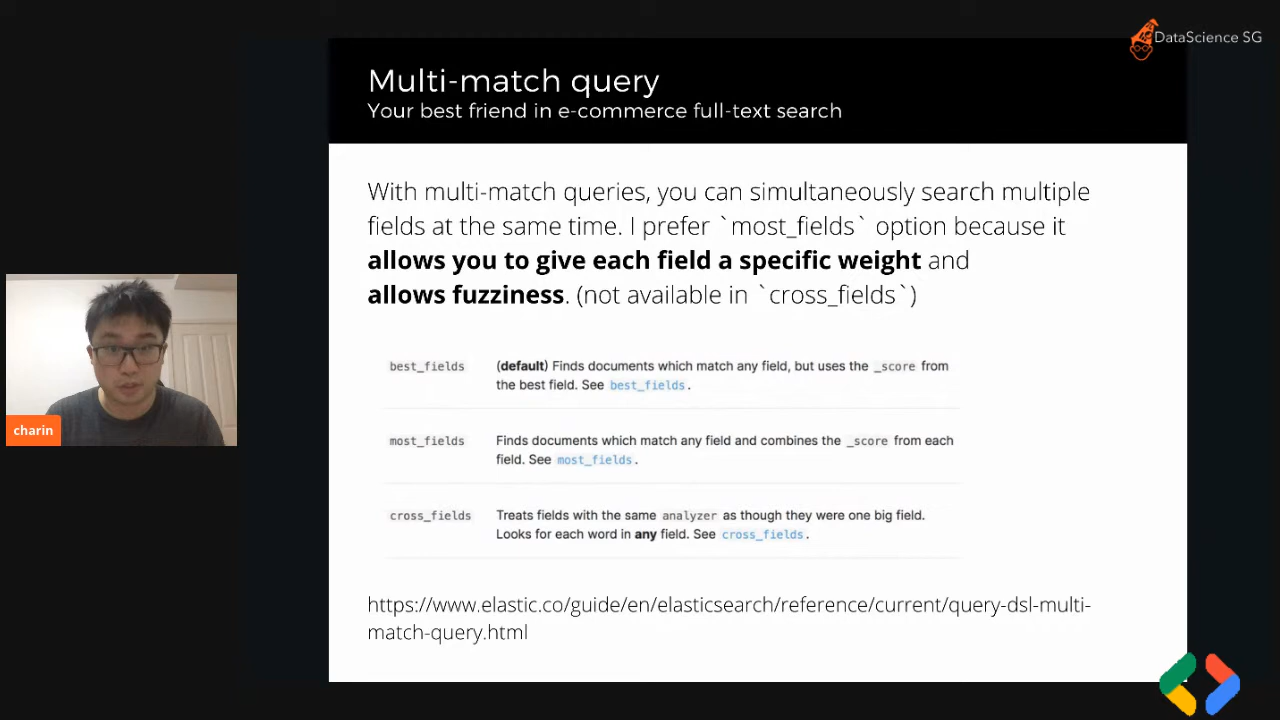 DataScience SG
Multi-match query
Your best friend in e-commerce full-text search
With multi-match queries, you can simultaneously search multiple
fields at the same time. I prefer `most_fields` option because it
allows you to give each field a specific weight and
allows fuzziness. (not available in `cross_fields`)
best_fields (default) Finds documents which match any field, but uses the _score from
the best field. See best_fields.
most_fields Finds documents which match any field and combines the _score from each
field. See most_fields.
cross_fields Treats fields with the same analyzer as though they were one big field.
Looks for each word in any field. See cross_fields.
https://www.elastic.co/guide/en/elasticsearch/reference/current/query-dsl-multi-
match-query.html
charin